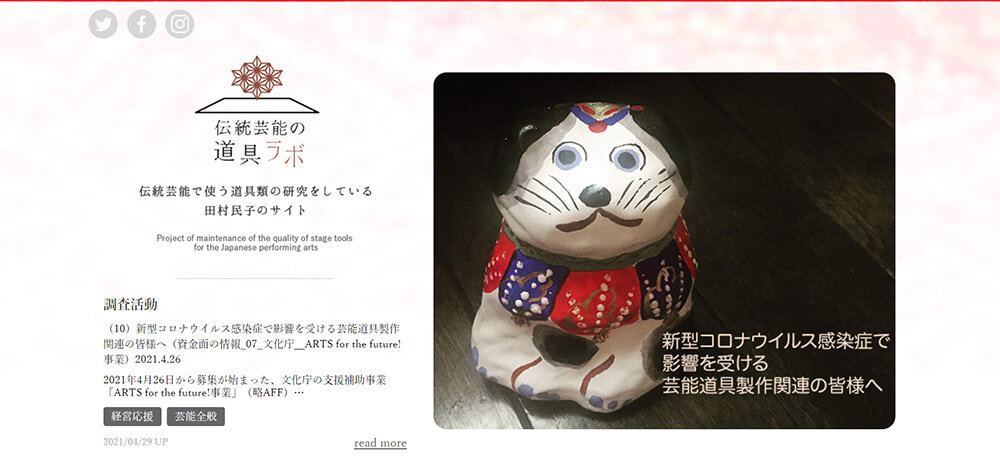 伝統芸能の
道具ラボ
伝統芸能で使う道具類の研究をしている
田村民子のサイト
Project of maintenance of the quality of stage tools
for the Japanese performing arts
調査活動
（10）新型コロナウイルス感染症で影響を受ける芸能道具製作
関連の皆様へ（資金面の情報_07_文化庁__ARTS for the future!
事業）2021.4.26
2021年4月26日から募集が始まった、文化庁の支援補助事業
「ARTS for the future!事業」（略AFF）…
経営応援 芸能全般
2021/04/29 UP read more
新型コロナウイルス感染症で
影響を受ける
芸能道具製作関連の皆様へ